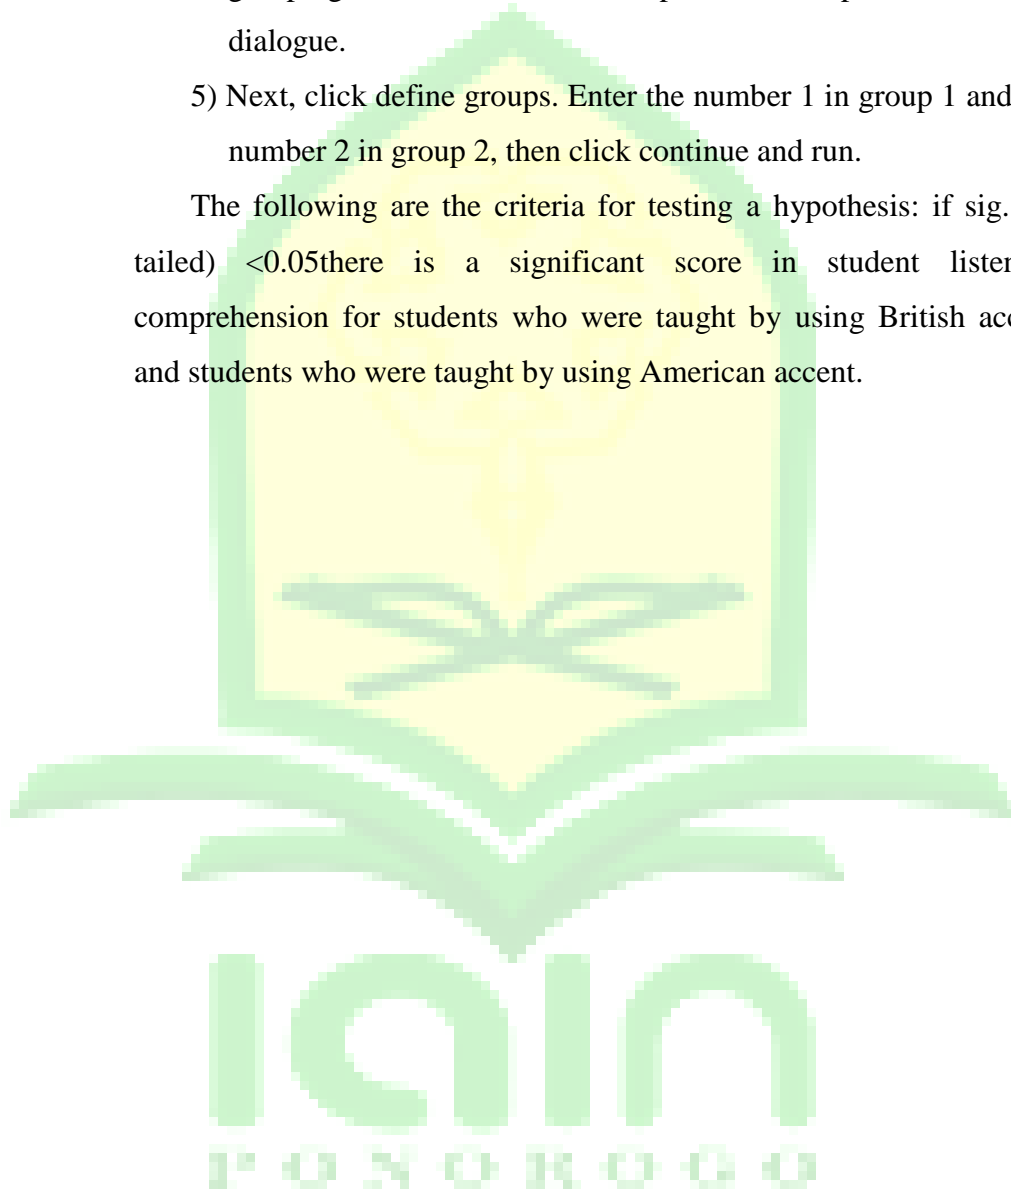 dialogue.
5) Next, click define groups. Enter the number 1 in group 1 and
number 2 in group 2, then click continue and run.
The following are the criteria for testing a hypothesis: if sig.
tailed) <0.05there is a significant score in student listen
comprehension for students who were taught by using British acc
and students who were taught by using American accent.
iain
PONOROGO